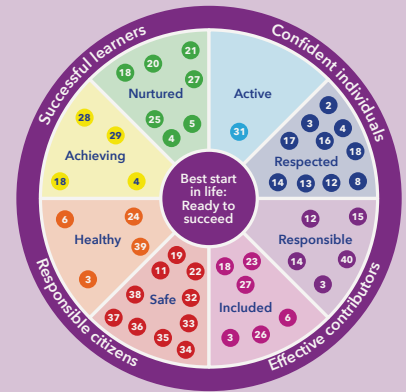 Successful learners
Confident individuals
Effective contributors
Responsible citizens
Best start
in life:
Ready to
succeed
Nurtured
18
20
21
27
25
5
4
Active
31
Respected
2
3
4
17
16
18
14
13
12
8
Responsible
12
15
14
40
3
Included
18
23
27
6
26
3
Safe
19
11
22
38
32
37
36
33
35
34
Healthy
6
24
39
3
Achieving
28
29
18
4